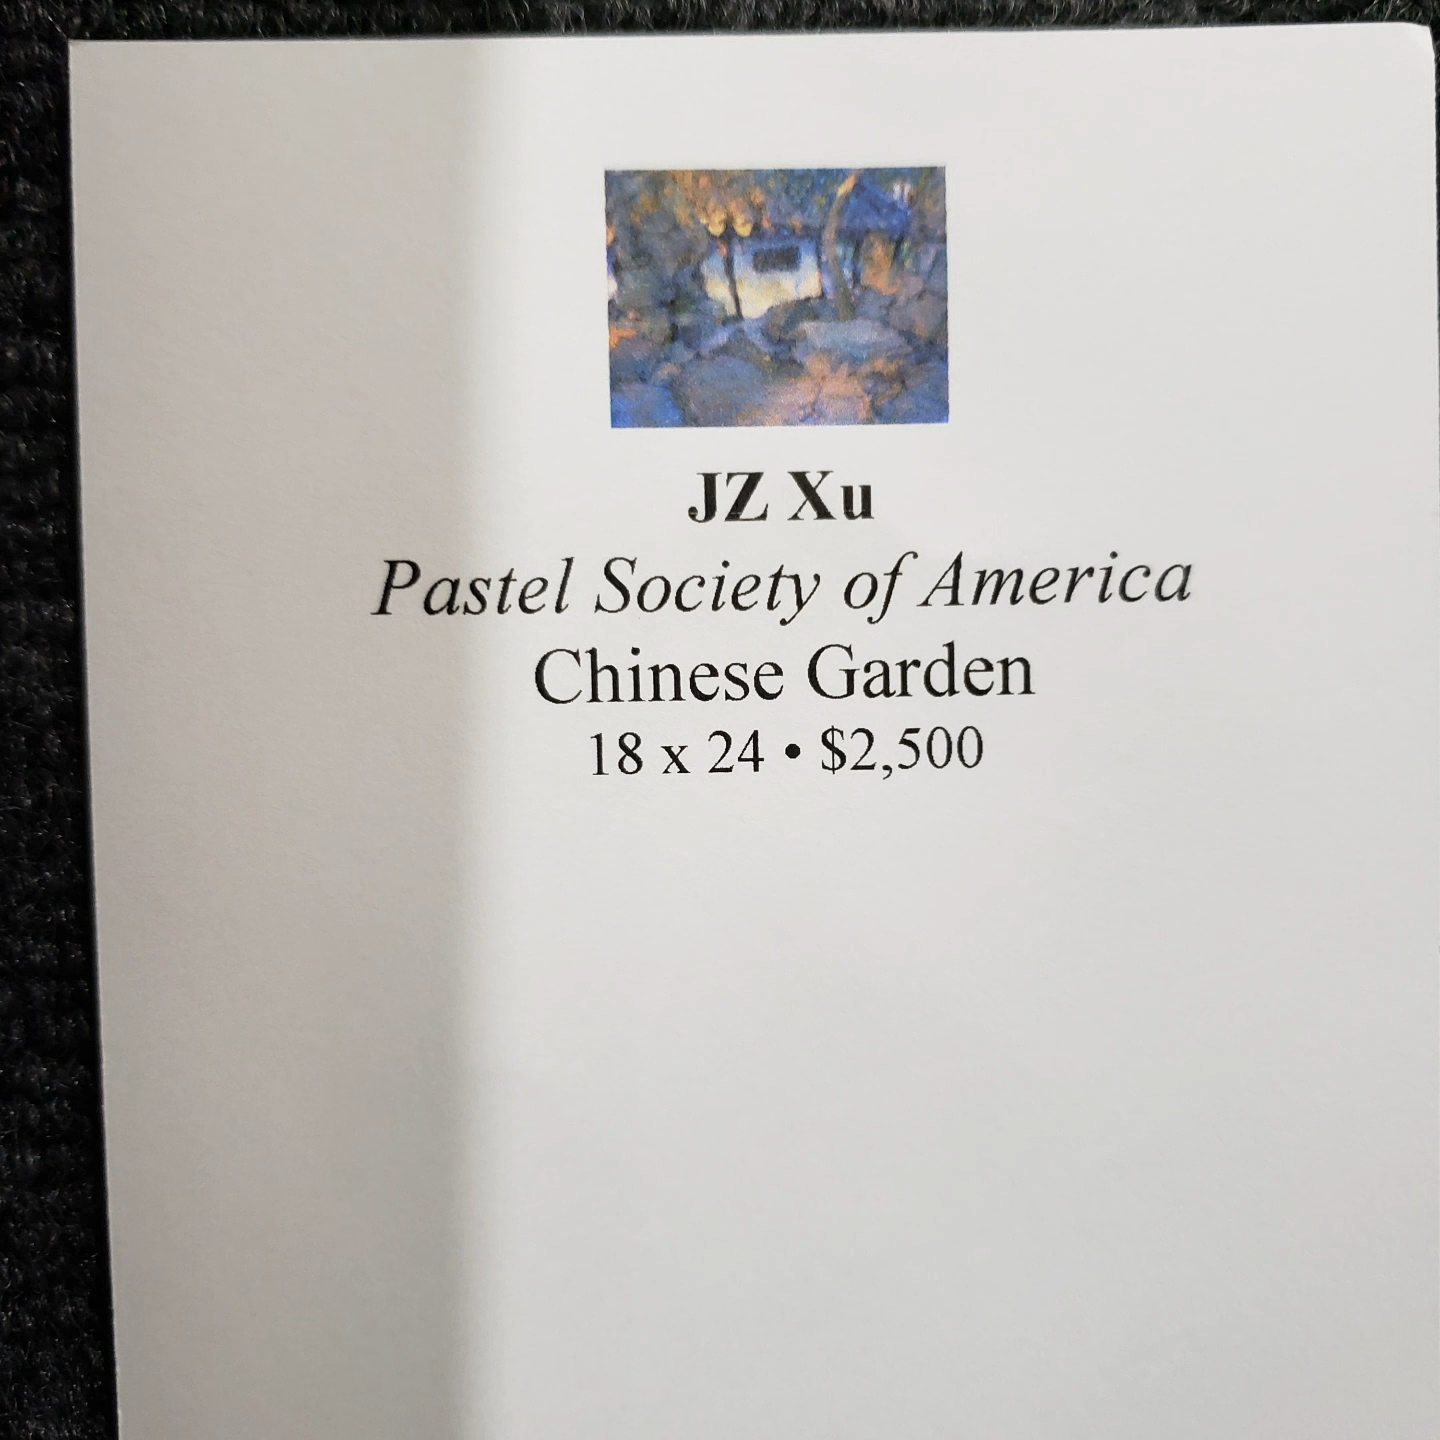 JZ Xu
Pastel Society of America
Chinese Garden
18 x 24 • $2,500